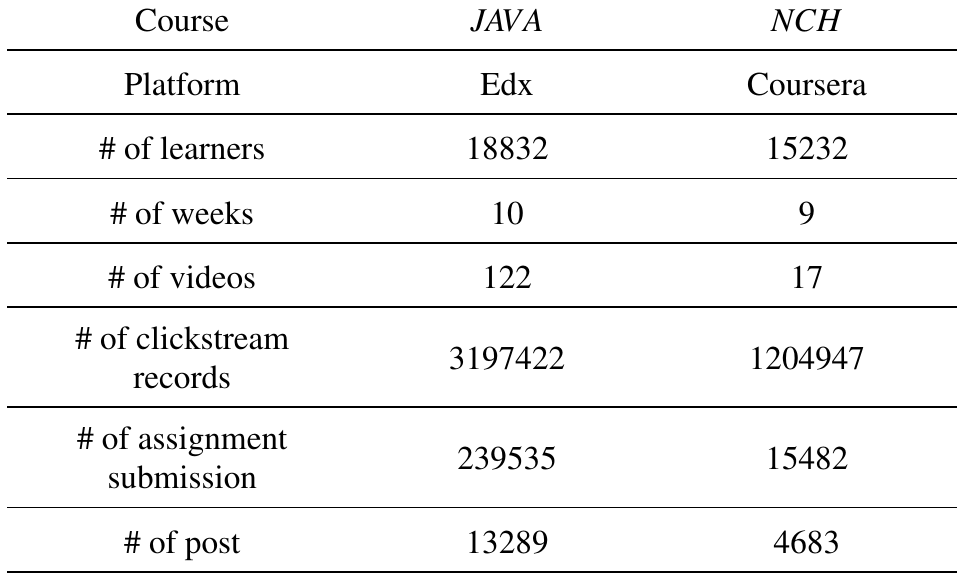 Course JAVA NCH
Platform Edx Coursera
# of learners 18832 15232
# of weeks 10 9
# of videos 122 17
# of clickstream
records 3197422 1204947
# of assignment
submission 239535 15482
# of post 13289 4683